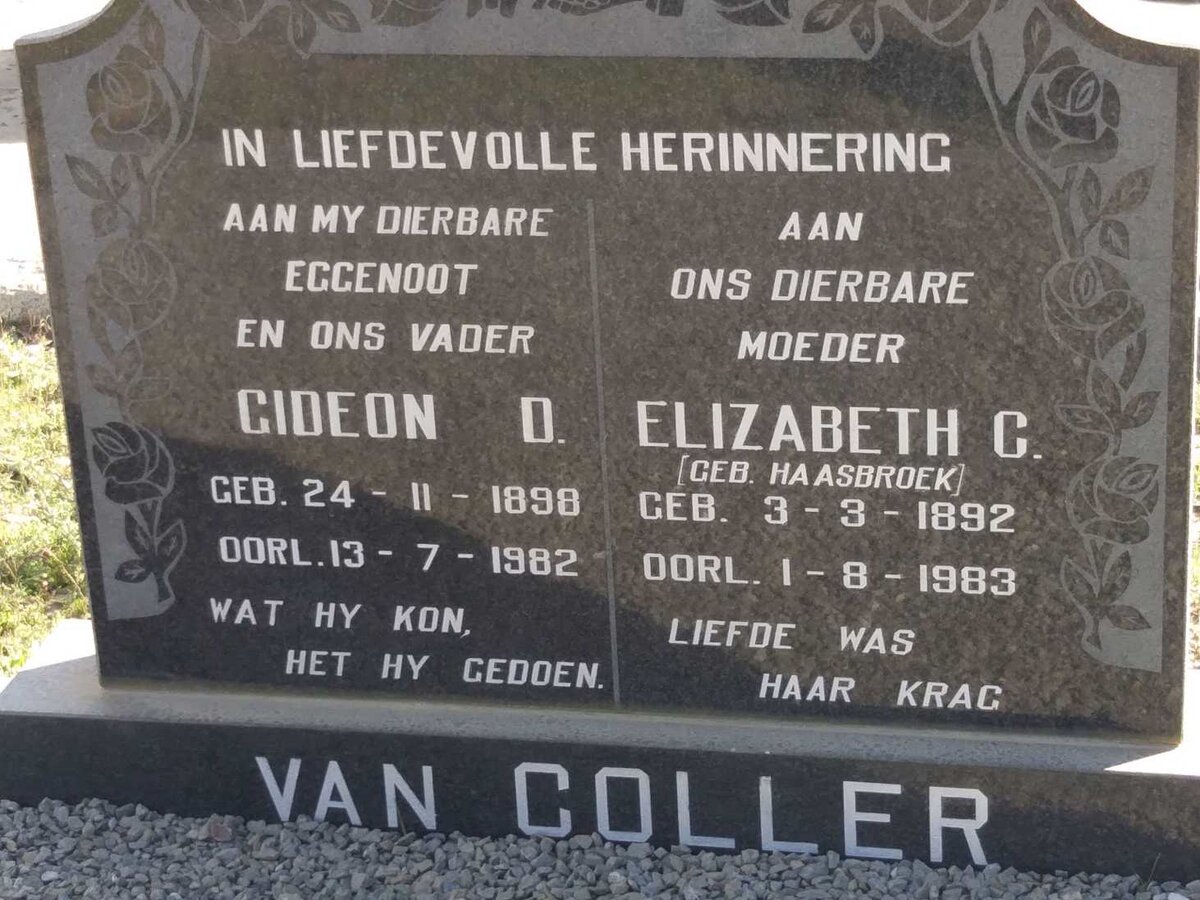 IN LIEFDEVOLLE HERINNERING
AAN MY DIERBARE
EGGENOOT
EN ONS VADER
GIDEON D.
GEB. 24 - 11 - 1898
OORL. 13 - 7 - 1982
WAT HY KON,
HET HY GEDOEN.
AAN
ONS DIERBARE
MOEDER
ELIZABETH C.
[GEB. HAASBROEK]
GEB. 3 - 3 - 1892
OORL. 1 - 8 - 1983
LIEFDE WAS
HAAR KRAG
VAN COLLER